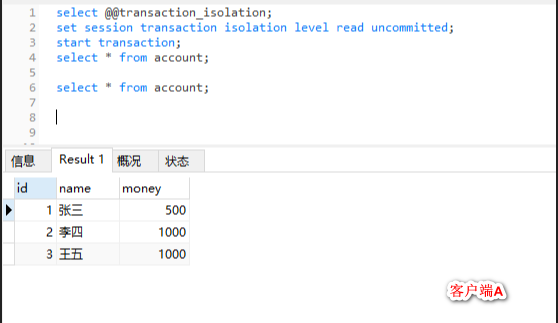 1 select @@transaction_isolation;
2 set session transaction isolation level read uncommitted;
3 start transaction;
4 select * from account;
5
6 select * from account;
7
8
9
信息 Result 1 概况 状态
id name money
1 张三 500
2 李四 1000
3 王五 1000
客户端A